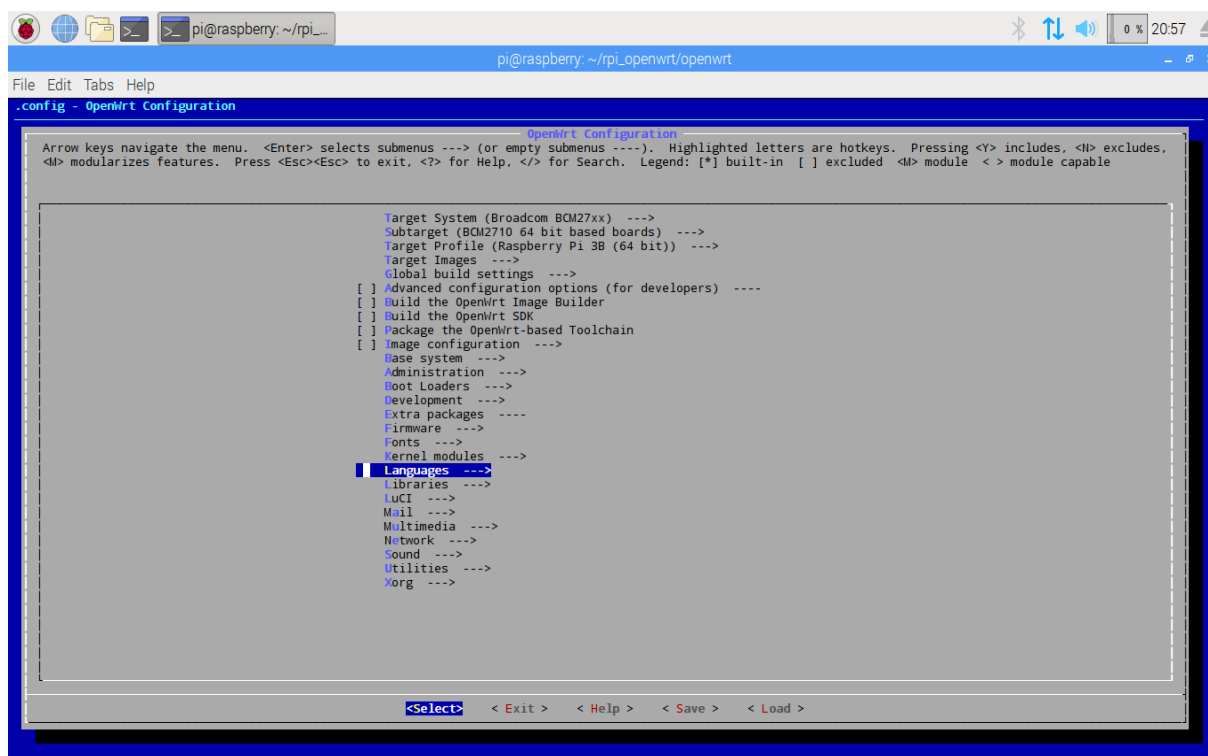 pi@raspberry: ~/rpi_...
0 %
20:57
pi@raspberry: ~/rpi_openwrt/openwrt
File Edit Tabs Help
.config - OpenWrt Configuration
OpenWrt Configuration
Arrow keys navigate the menu. <Enter> selects submenus ---> (or empty submenus ----). Highlighted letters are hotkeys. Pressing <Y> includes, <N> excludes,
<M> modularizes features. Press <Esc><Esc> to exit, <?> for Help, </> for Search. Legend: [*] built-in [ ] excluded <M> module < > module capable
Target System (Broadcom BCM27xx) --->
Subtarget (BCM2710 64 bit based boards) --->
Target Profile (Raspberry Pi 3B (64 bit)) --->
Target Images --->
Global build settings --->
[ ] Advanced configuration options (for developers) ----
[ ] Build the OpenWrt Image Builder
[ ] Build the OpenWrt SDK
[ ] Package the OpenWrt-based Toolchain
[ ] Image configuration --->
Base system --->
Administration --->
Boot Loaders --->
Development --->
Extra packages ----
Firmware --->
Fonts --->
Kernel modules --->
Languages --->
Libraries --->
LuCI --->
Mail --->
Multimedia --->
Network --->
Sound --->
Utilities --->
Xorg --->
<Select> < Exit > < Help > < Save > < Load >